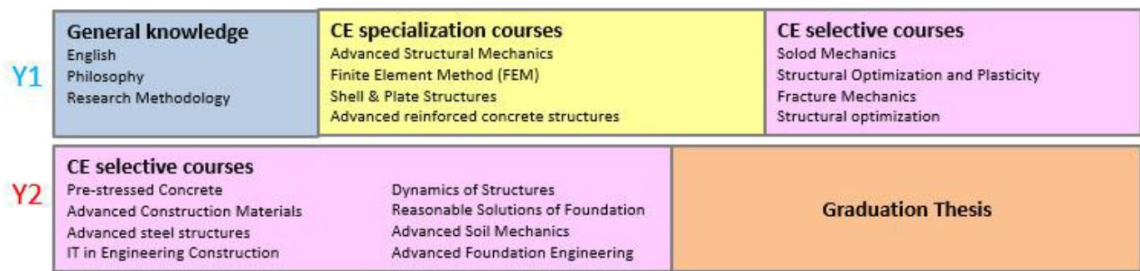 Y1
General knowledge
English
Philosophy
Research Methodology
CE specialization courses
Advanced Structural Mechanics
Finite Element Method (FEM)
Shell & Plate Structures
Advanced reinforced concrete structures
CE selective courses
Solod Mechanics
Structural Optimization and Plasticity
Fracture Mechanics
Structural optimization
Y2
CE selective courses
Pre-stressed Concrete
Advanced Construction Materials
Advanced steel structures
IT in Engineering Construction
Dynamics of Structures
Reasonable Solutions of Foundation
Advanced Soil Mechanics
Advanced Foundation Engineering
Graduation Thesis